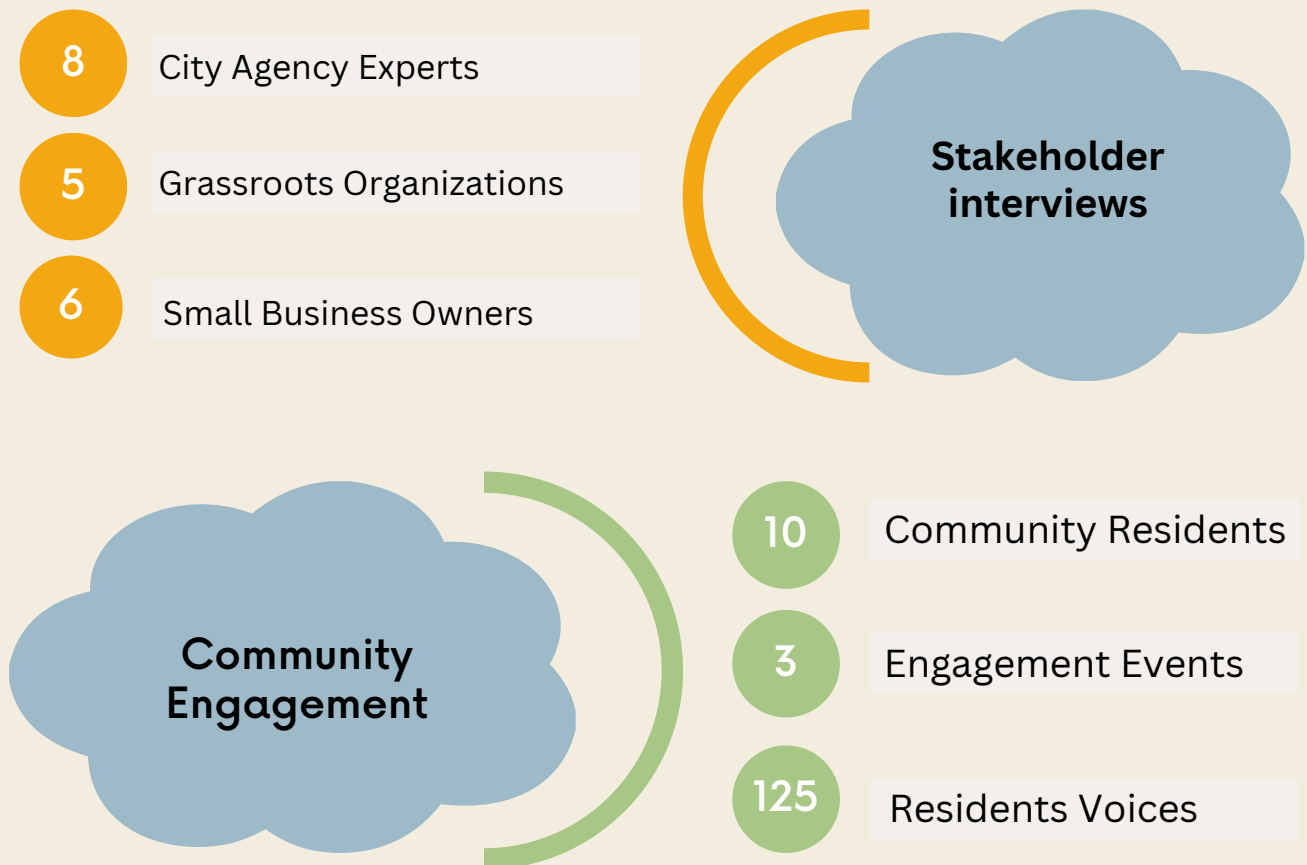 8
City Agency Experts
5
Grassroots Organizations
6
Small Business Owners
Stakeholder
interviews
Community
Engagement
10
Community Residents
3
Engagement Events
125
Residents Voices